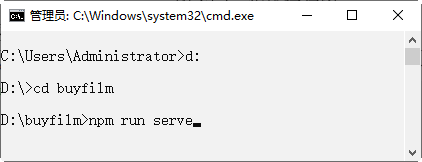 管理员: C:\Windows\system32\cmd.exe
C:\Users\Administrator>d:
D:\>cd buyfilm
D:\buyfilm>npm run serve